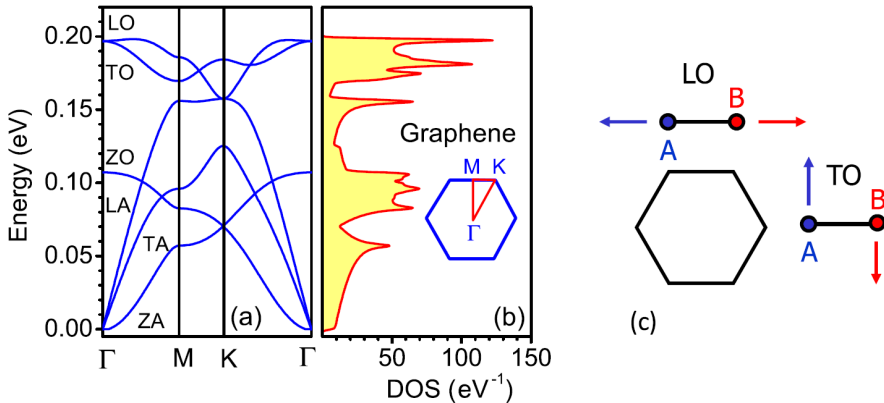 Energy (eV)
0.20
0.15
0.10
0.05
0.00
LO
TO
ZO
LA
TA
ZA
(a)
Γ M K Γ
Graphene
M K
Γ
(b)
0 50 100 150
DOS (eV⁻¹)
LO
B
A
TO
B
A
(c)